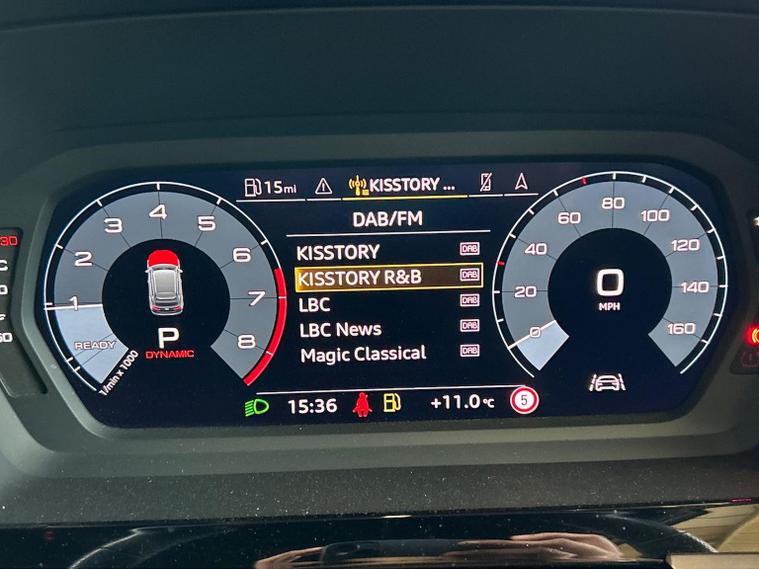 15mi KISSTORY ...
DAB/FM
KISSTORY DAB
KISSTORY R&B DAB
LBC DAB
LBC News DAB
Magic Classical DAB
1 2 3 4 5 6 7 8
READY
1/min x 1000
P
DYNAMIC
0 20 40 60 80 100 120 140 160
0
MPH
15:36 +11.0°C 5